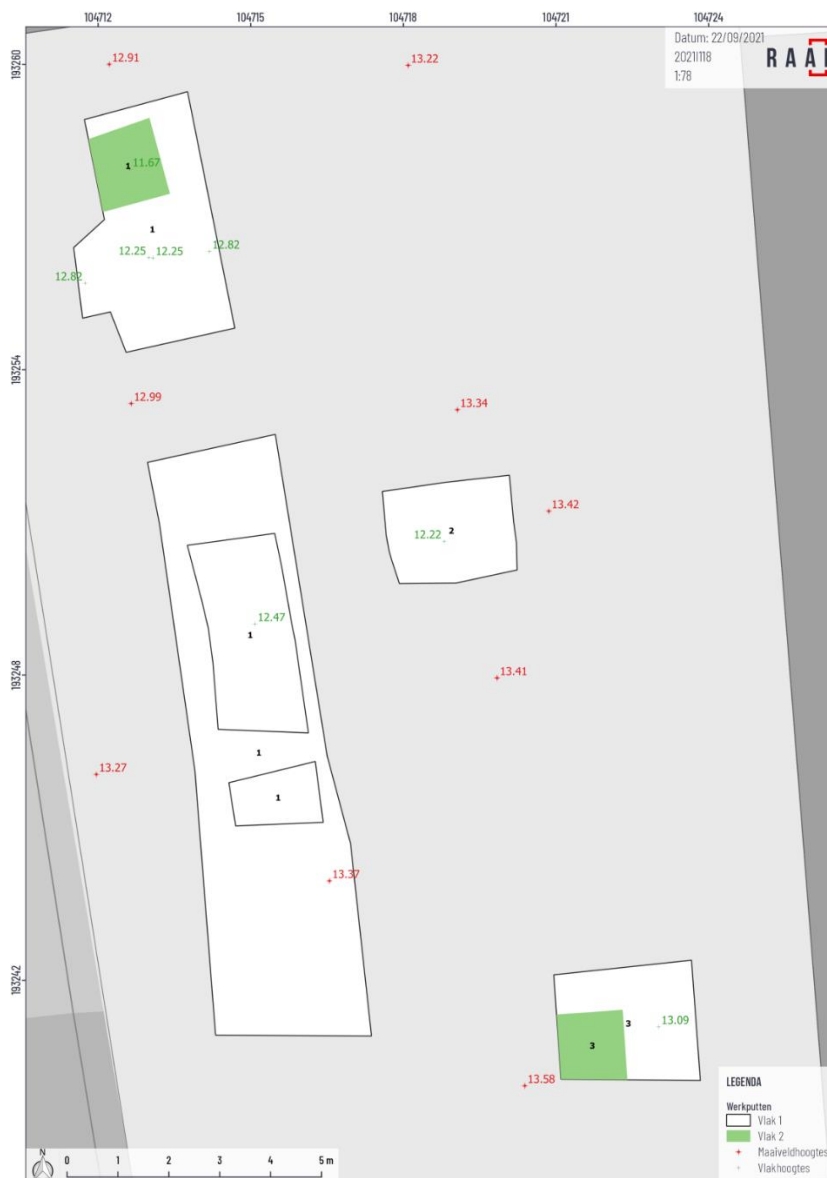 104712 104715 104718 104721 104724
Datum: 22/09/2021
2021I118
1:78
RAA
193260
12.91
13.22
1 11.67
1
12.25 12.25
12.82
12.82
193254
12.99
13.34
13.42
12.22 2
12.47
1
193248
13.41
1
13.27
1
13.37
193242
13.09
3
3
13.58
LEGENDA
Werkputten
Vlak 1
Vlak 2
Maaiveldhoogtes
Vlakhoogtes
N
0 1 2 3 4 5 m